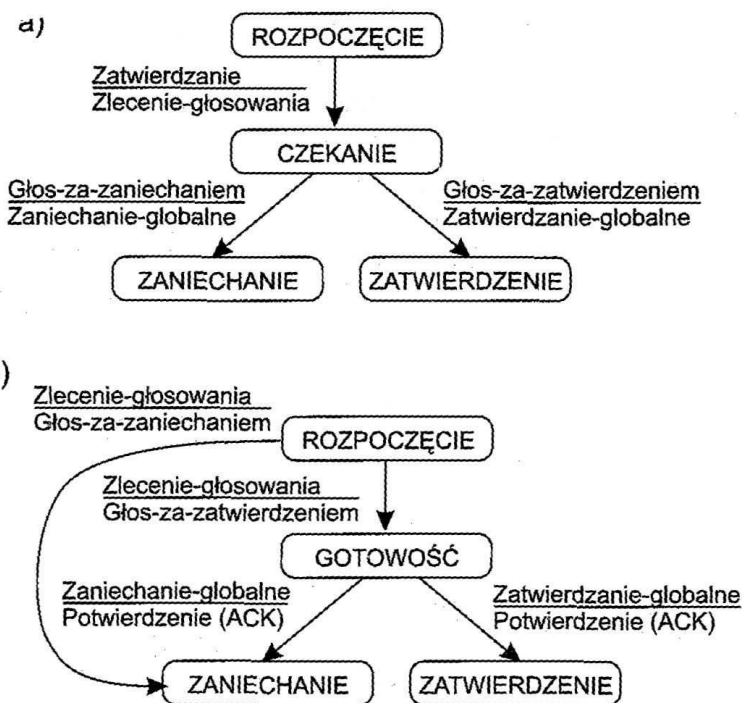 a)
ROZPOCZĘCIE
Zatwierdzanie
Zlecenie-głosowania
CZEKANIE
Głos-za-zaniechaniem
Zaniechanie-globalne
Głos-za-zatwierdzeniem
Zatwierdzanie-globalne
ZANIECHANIE
ZATWIERDZENIE
)
Zlecenie-głosowania
Głos-za-zaniechaniem
ROZPOCZĘCIE
Zlecenie-głosowania
Głos-za-zatwierdzeniem
GOTOWOŚĆ
Zaniechanie-globalne
Potwierdzenie (ACK)
Zatwierdzanie-globalne
Potwierdzenie (ACK)
ZANIECHANIE
ZATWIERDZENIE